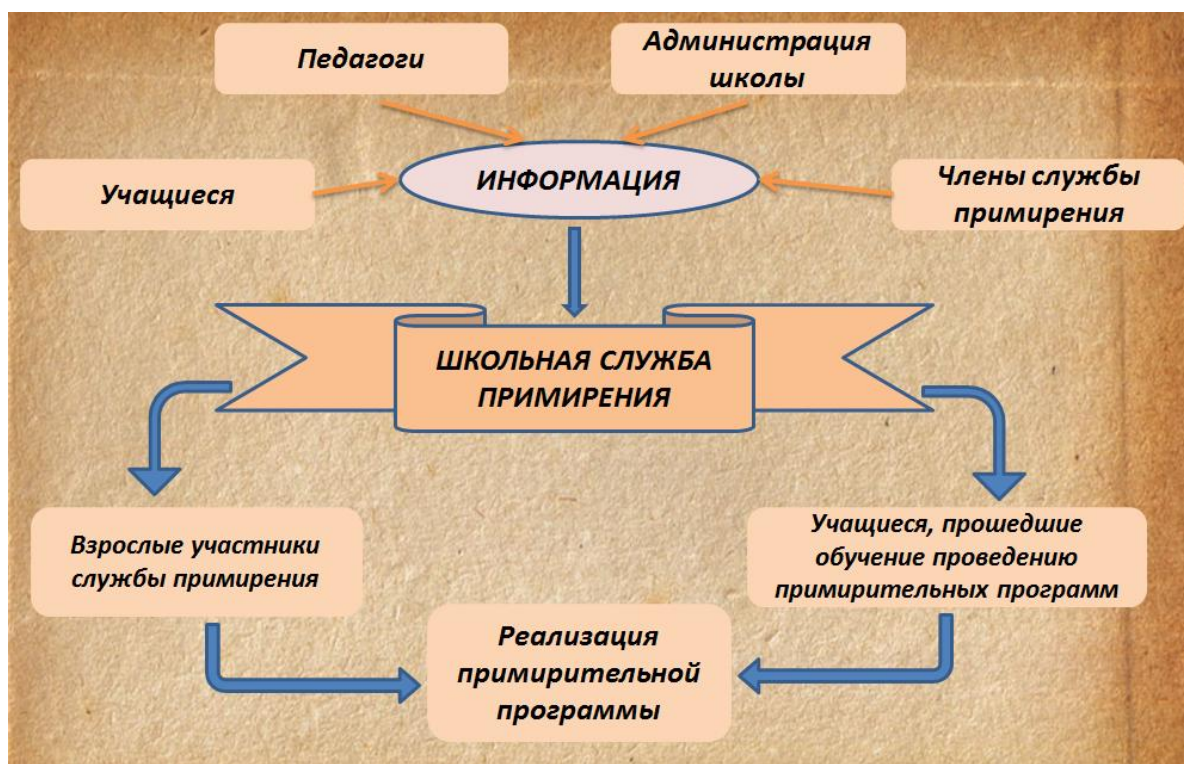 Педагоги
Администрация
школы
Учащиеся
ИНФОРМАЦИЯ
Члены службы
примирения
ШКОЛЬНАЯ СЛУЖБА
ПРИМИРЕНИЯ
Взрослые участники
службы примирения
Учащиеся, прошедшие
обучение проведению
примирительных программ
Реализация
примирительной
программы